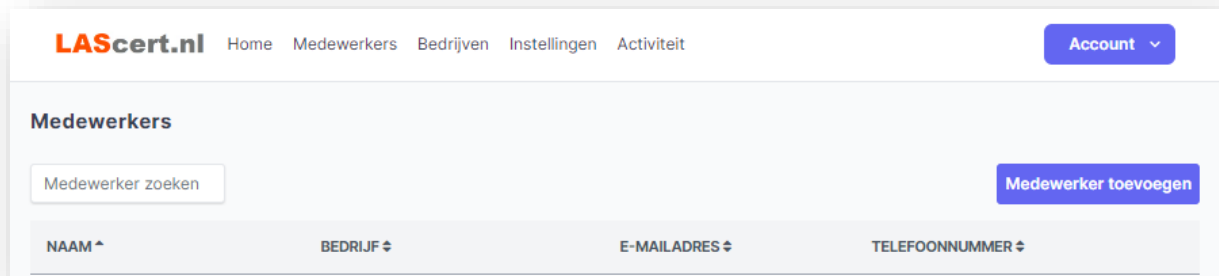 LAScert.nl Home Medewerkers Bedrijven Instellingen Activiteit Account
Medewerkers
Medewerker zoeken Medewerker toevoegen
NAAM BEDRIJF E-MAILADRES TELEFOONNUMMER